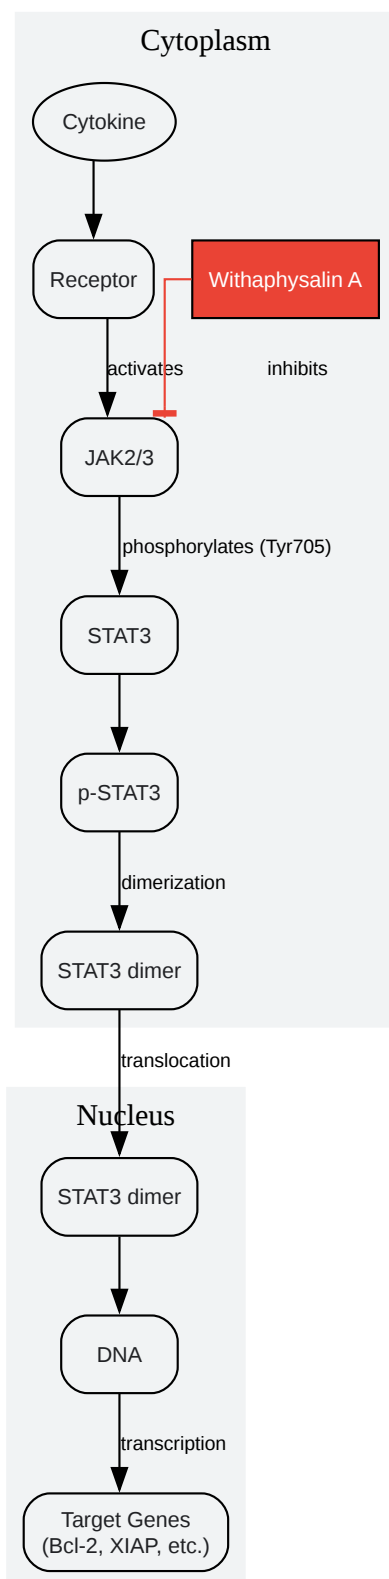 Cytoplasm
Cytokine
Receptor
Withaphysalin A
activates
inhibits
JAK2/3
phosphorylates (Tyr705)
STAT3
p-STAT3
dimerization
STAT3 dimer
translocation
Nucleus
STAT3 dimer
DNA
transcription
Target Genes
(Bcl-2, XIAP, etc.)